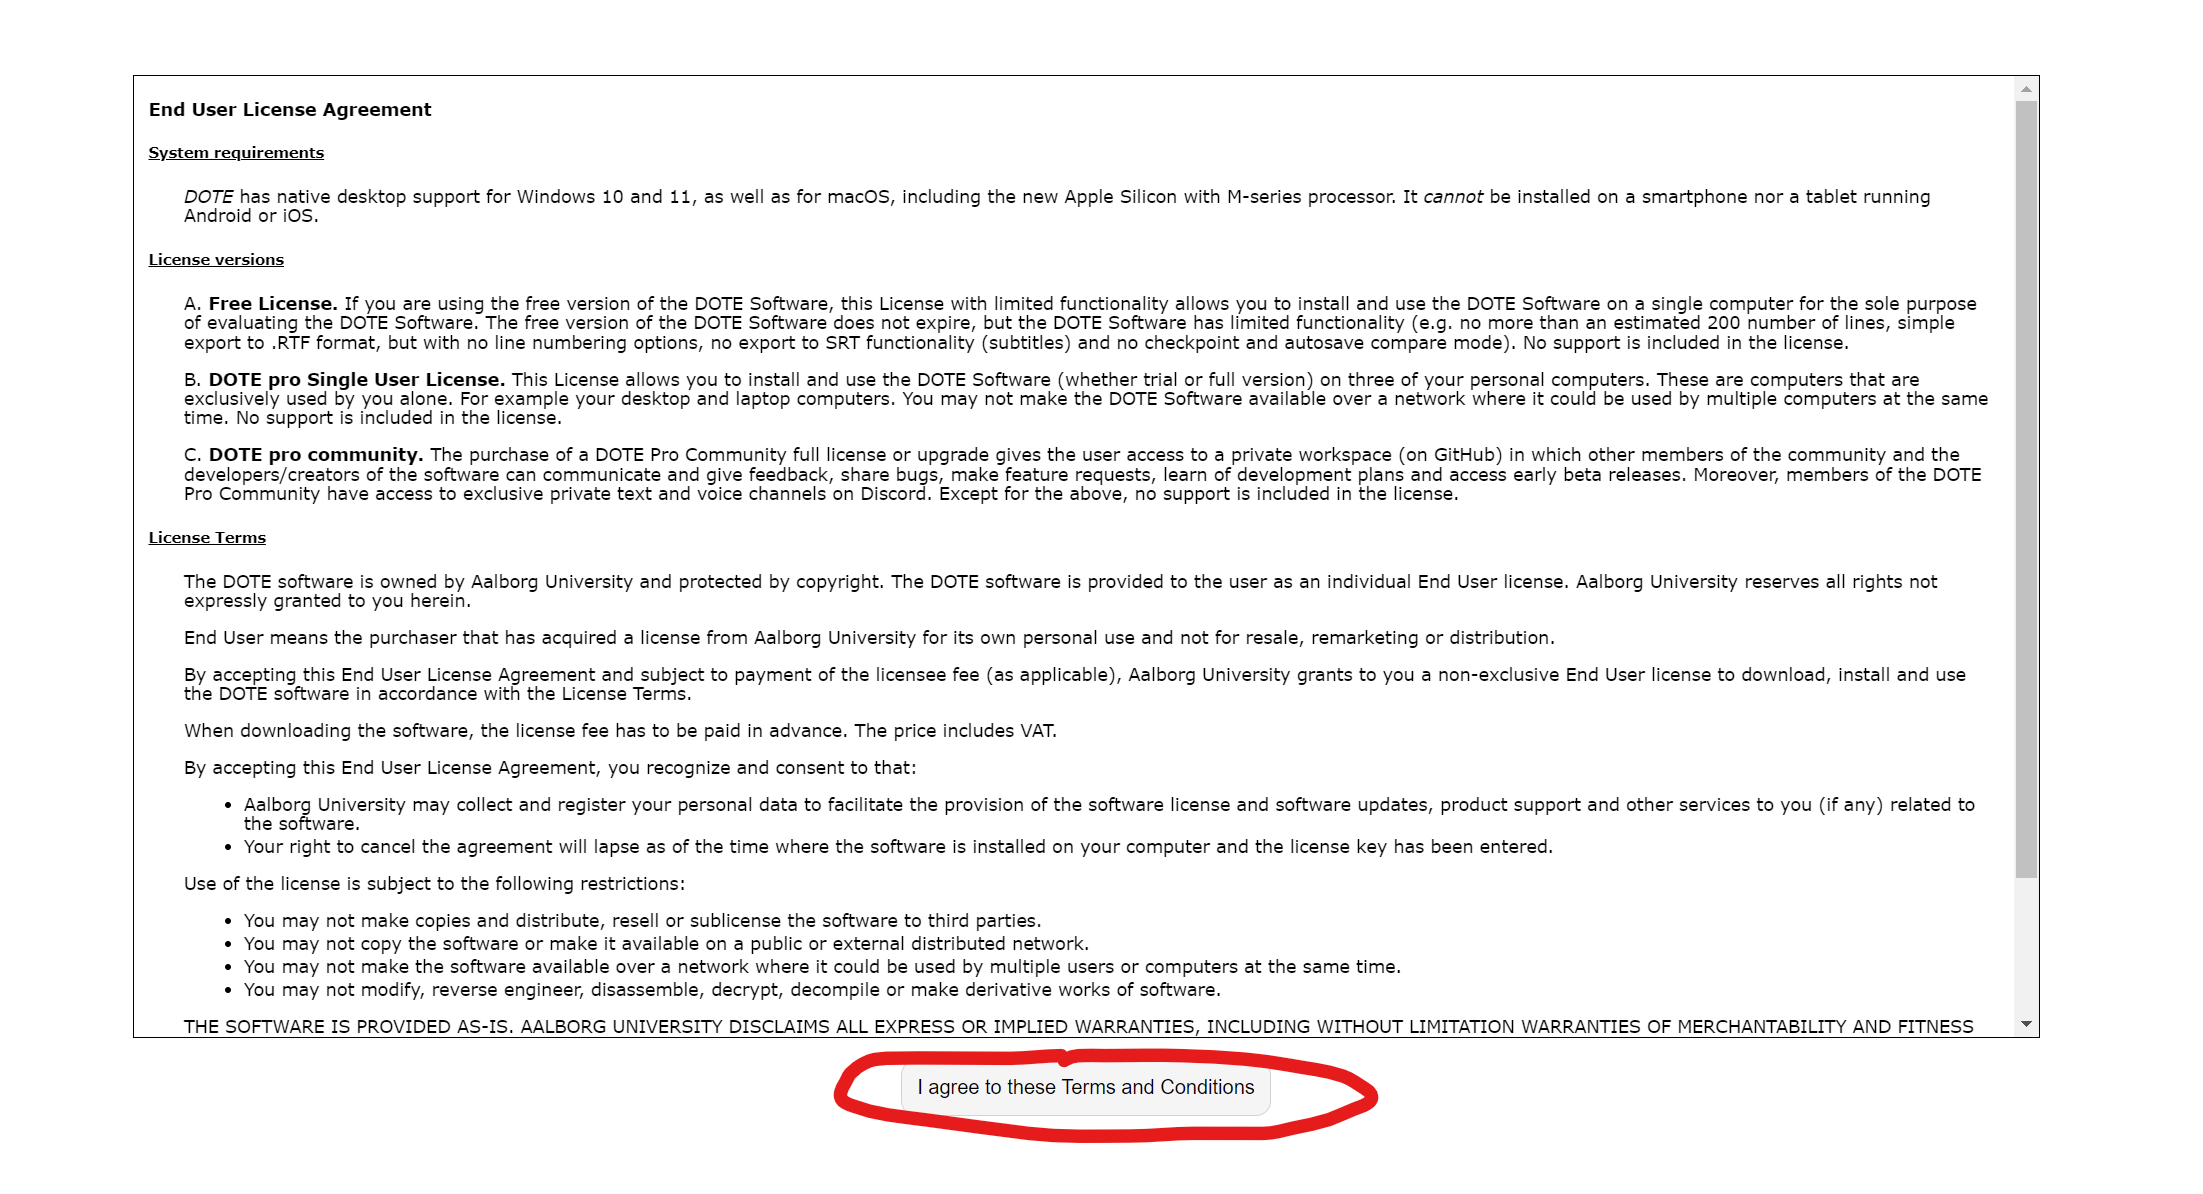 End User License Agreement
System requirements
DOTE has native desktop support for Windows 10 and 11, as well as for macOS, including the new Apple Silicon with M-series processor. It cannot be installed on a smartphone nor a tablet running
Android or iOS.
License versions
A. Free License. If you are using the free version of the DOTE Software, this License with limited functionality allows you to install and use the DOTE Software on a single computer for the sole purpose
of evaluating the DOTE Software. The free version of the DOTE Software does not expire, but the DOTE Software has limited functionality (e.g. no more than an estimated 200 number of lines, simple
export to .RTF format, but with no line numbering options, no export to SRT functionality (subtitles) and no checkpoint and autosave compare mode). No support is included in the license.
B. DOTE pro Single User License. This License allows you to install and use the DOTE Software (whether trial or full version) on three of your personal computers. These are computers that are
exclusively used by you alone. For example your desktop and laptop computers. You may not make the DOTE Software available over a network where it could be used by multiple computers at the same
time. No support is included in the license.
C. DOTE pro community. The purchase of a DOTE Pro Community full license or upgrade gives the user access to a private workspace (on GitHub) in which other members of the community and the
developers/creators of the software can communicate and give feedback, share bugs, make feature requests, learn of development plans and access early beta releases. Moreover, members of the DOTE
Pro Community have access to exclusive private text and voice channels on Discord. Except for the above, no support is included in the license.
License Terms
The DOTE software is owned by Aalborg University and protected by copyright. The DOTE software is provided to the user as an individual End User license. Aalborg University reserves all rights not
expressly granted to you herein.
End User means the purchaser that has acquired a license from Aalborg University for its own personal use and not for resale, remarketing or distribution.
By accepting this End User License Agreement and subject to payment of the licensee fee (as applicable), Aalborg University grants to you a non-exclusive End User license to download, install and use
the DOTE software in accordance with the License Terms.
When downloading the software, the license fee has to be paid in advance. The price includes VAT.
By accepting this End User License Agreement, you recognize and consent to that:
• Aalborg University may collect and register your personal data to facilitate the provision of the software license and software updates, product support and other services to you (if any) related to
the software.
• Your right to cancel the agreement will lapse as of the time where the software is installed on your computer and the license key has been entered.
Use of the license is subject to the following restrictions:
• You may not make copies and distribute, resell or sublicense the software to third parties.
• You may not copy the software or make it available on a public or external distributed network.
• You may not make the software available over a network where it could be used by multiple users or computers at the same time.
• You may not modify, reverse engineer, disassemble, decrypt, decompile or make derivative works of software.
THE SOFTWARE IS PROVIDED AS-IS. AALBORG UNIVERSITY DISCLAIMS ALL EXPRESS OR IMPLIED WARRANTIES, INCLUDING WITHOUT LIMITATION WARRANTIES OF MERCHANTABILITY AND FITNESS
I agree to these Terms and Conditions